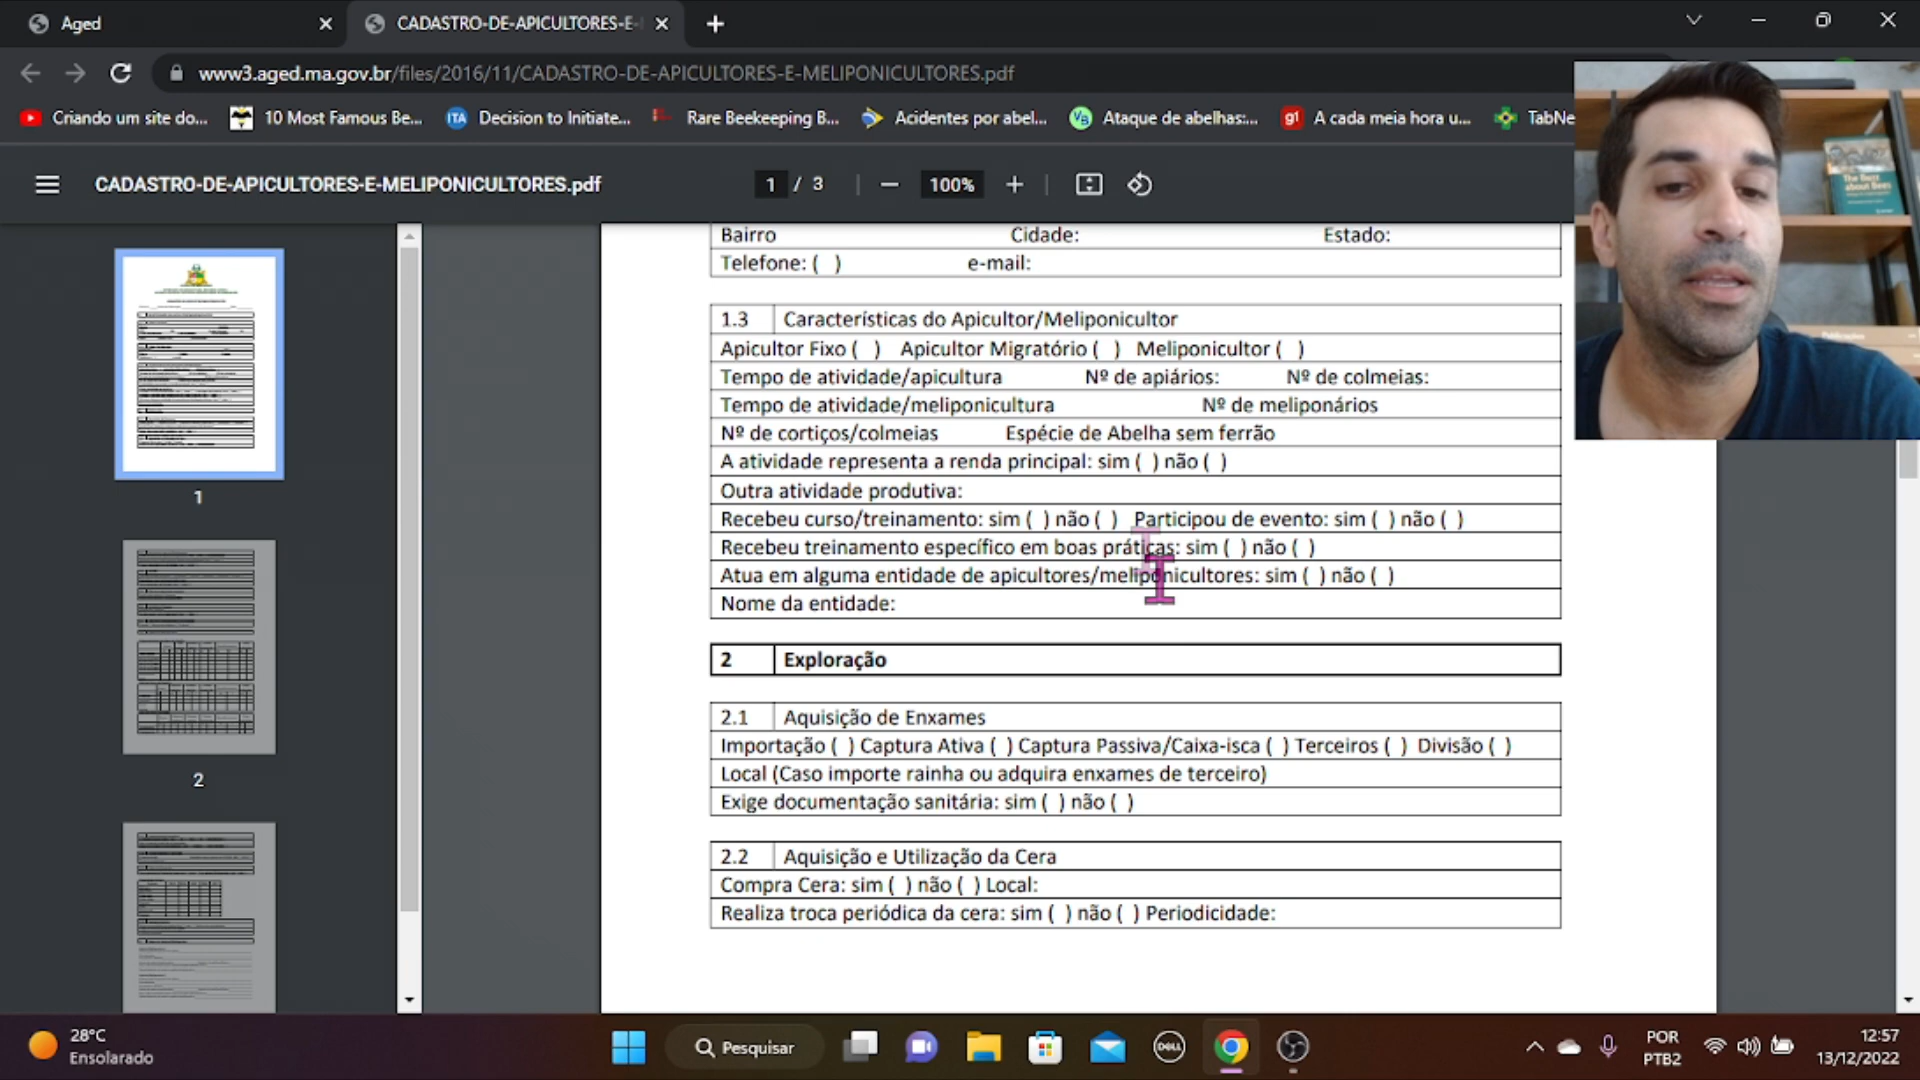 Aged
CADASTRO-DE-APICULTORES-E-
www3.aged.ma.gov.br/files/2016/11/CADASTRO-DE-APICULTORES-E-MELIPONICULTORES.pdf
Criando um site do... 10 Most Famous Be... ITA Decision to Initiate... Rare Beekeeping B... Acidentes por abel... VB Ataque de abelhas:... g1 A cada meia hora u... TabNe
CADASTRO-DE-APICULTORES-E-MELIPONICULTORES.pdf 1 / 3 100%
The Buzz
about Bees
Bairro Cidade: Estado:
Telefone: ( ) e-mail:
1.3 Características do Apicultor/Meliponicultor
Apicultor Fixo ( ) Apicultor Migratório ( ) Meliponicultor ( )
Tempo de atividade/apicultura Nº de apiários: Nº de colmeias:
Tempo de atividade/meliponicultura Nº de meliponários
Nº de cortiços/colmeias Espécie de Abelha sem ferrão
A atividade representa a renda principal: sim ( ) não ( )
Outra atividade produtiva:
Recebeu curso/treinamento: sim ( ) não ( ) Participou de evento: sim ( ) não ( )
Recebeu treinamento específico em boas práticas: sim ( ) não ( )
Atua em alguma entidade de apicultores/meliponicultores: sim ( ) não ( )
Nome da entidade:
2 Exploração
2.1 Aquisição de Enxames
Importação ( ) Captura Ativa ( ) Captura Passiva/Caixa-isca ( ) Terceiros ( ) Divisão ( )
Local (Caso importe rainha ou adquira enxames de terceiro)
Exige documentação sanitária: sim ( ) não ( )
2.2 Aquisição e Utilização da Cera
Compra Cera: sim ( ) não ( ) Local:
Realiza troca periódica da cera: sim ( ) não ( ) Periodicidade:
1
2
28°C
Ensolarado
Pesquisar
DELL
POR
PTB2
12:57
13/12/2022